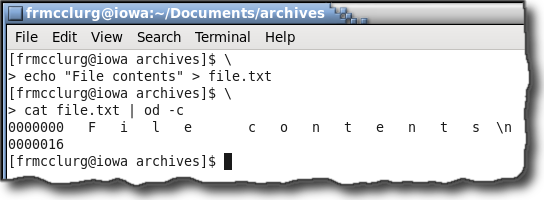 frmcclurg@iowa:~/Documents/archives
File Edit View Search Terminal Help
[frmcclurg@iowa archives]$ \
> echo "File contents" > file.txt
[frmcclurg@iowa archives]$ \
> cat file.txt | od -c
0000000   F   i   l   e       c   o   n   t   e   n   t   s  \n
0000016
[frmcclurg@iowa archives]$